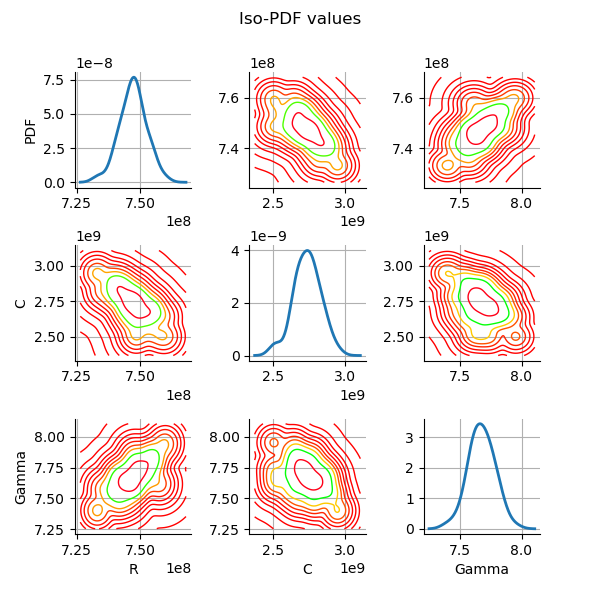 Iso-PDF values
1e−8 1e8 1e8
7.5
5.0
2.5
0.0
PDF
7.25 7.50
1e8
7.6
7.4
2.5 3.0
1e9
7.6
7.4
7.5 8.0
1e9 1e−9 1e9
3.00
2.75
2.50
C
7.25 7.50
1e8
4
2
0
2.5 3.0
1e9
3.00
2.75
2.50
7.5 8.0
8.00
7.75
7.50
7.25
Gamma
7.25 7.50
R 1e8
8.00
7.75
7.50
7.25
2.5 3.0
C 1e9
3
2
1
0
7.5 8.0
Gamma